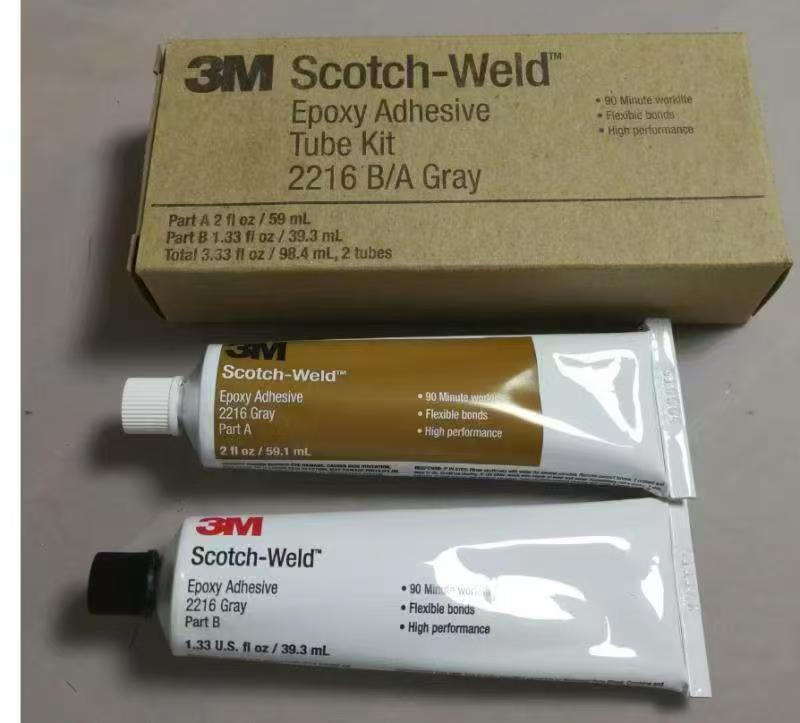 3M Scotch-Weld™
Epoxy Adhesive
Tube Kit
2216 B/A Gray
• 90 Minute worklife
• Flexible bonds
• High performance
Part A 2 fl oz / 59 mL
Part B 1.33 fl oz / 39.3 mL
Total 3.33 fl oz / 98.4 mL, 2 tubes
3M
Scotch-Weld™
Epoxy Adhesive
2216 Gray
Part A
2 fl oz / 59.1 mL
• 90 Minute
• Flexible bonds
• High performance
3M
Scotch-Weld™
Epoxy Adhesive
2216 Gray
Part B
1.33 U.S. fl oz / 39.3 mL
• 90 Minute
• Flexible bonds
• High performance